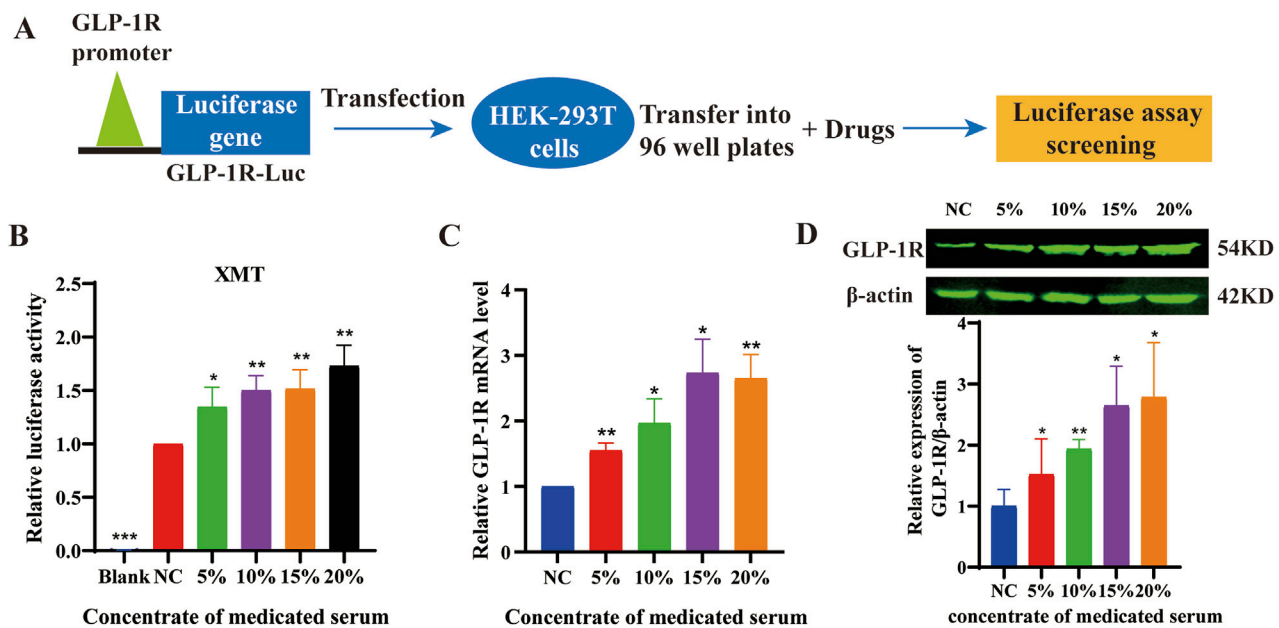 A
GLP-1R
promoter
Luciferase
gene
GLP-1R-Luc
Transfection
HEK-293T
cells
Transfer into
96 well plates
+ Drugs
Luciferase assay
screening
B
XMT
Relative luciferase activity
2.5
2.0
1.5
1.0
0.5
0.0
***
*
**
**
**
Blank NC 5% 10% 15% 20%
Concentrate of medicated serum
C
Relative GLP-1R mRNA level
4
3
2
1
0
**
*
*
**
NC 5% 10% 15% 20%
Concentrate of medicated serum
D
NC 5% 10% 15% 20%
GLP-1R 54KD
β-actin 42KD
Relative expression of
GLP-1R/β-actin
4
3
2
1
0
*
**
*
*
NC 5% 10% 15% 20%
concentrate of medicated serum